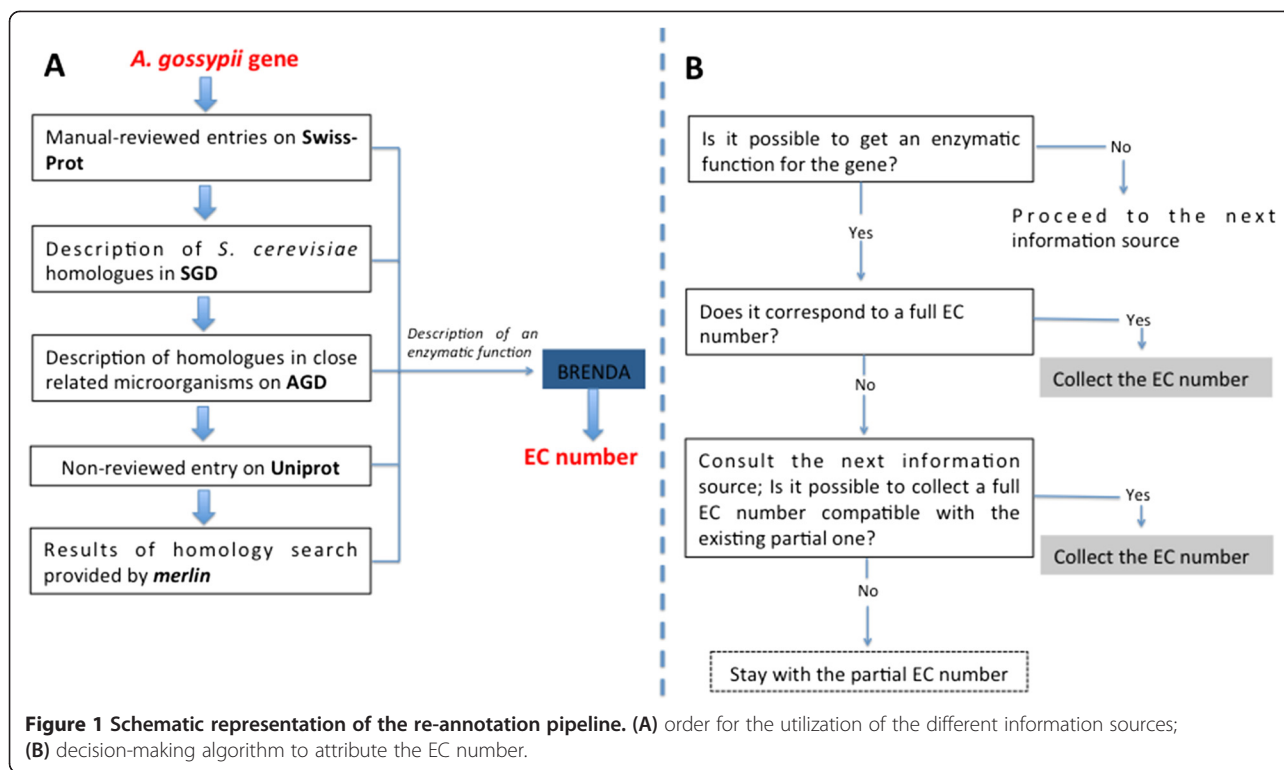 A
A. gossypii gene
Manual-reviewed entries on Swiss-
Prot
Description of S. cerevisiae
homologues in SGD
Description of homologues in close
related microorganisms on AGD
Non-reviewed entry on Uniprot
Results of homology search
provided by merlin
Description of an
enzymatic function
BRENDA
EC number
B
Is it possible to get an enzymatic
function for the gene?
No
Proceed to the next
information source
Yes
Does it correspond to a full EC
number?
Yes
Collect the EC number
No
Consult the next information
source; Is it possible to collect a full
EC number compatible with the
existing partial one?
Yes
Collect the EC number
No
Stay with the partial EC number
Figure 1 Schematic representation of the re-annotation pipeline. (A) order for the utilization of the different information sources;
(B) decision-making algorithm to attribute the EC number.